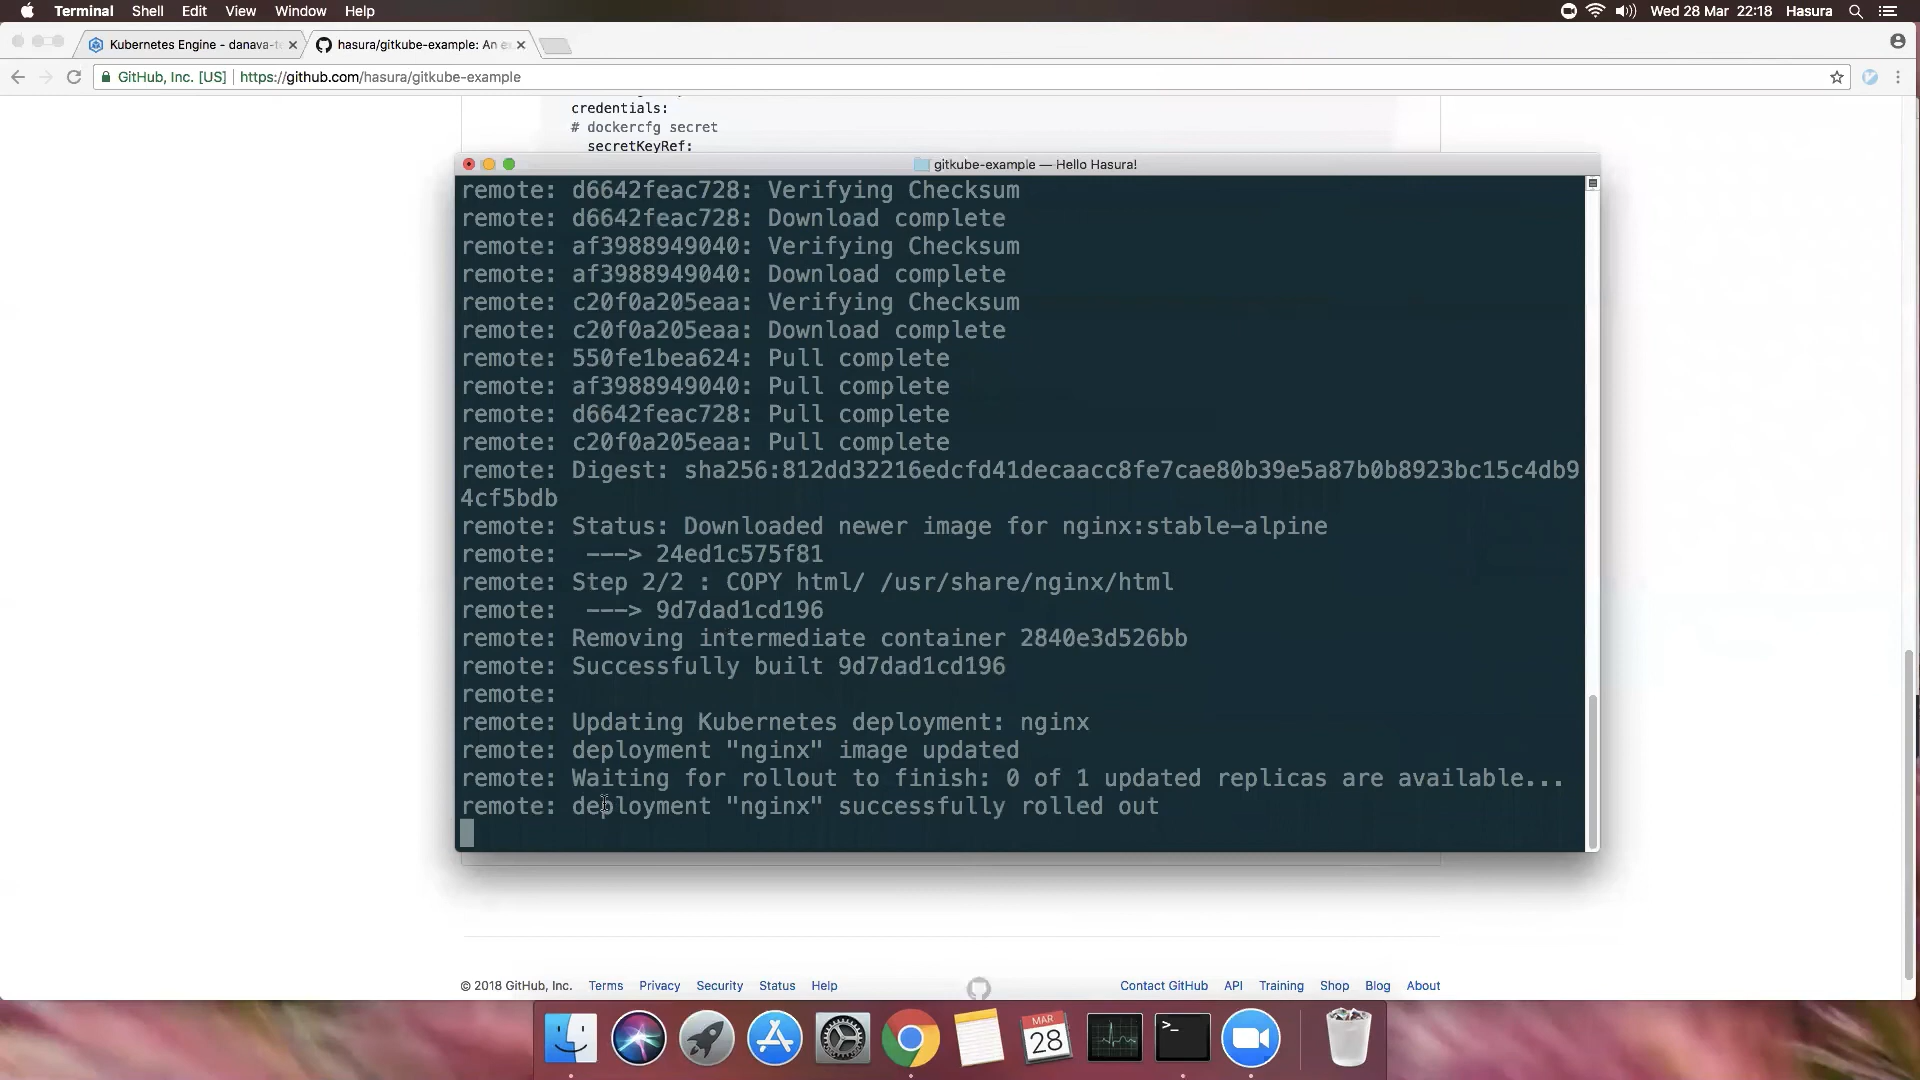 Terminal Shell Edit View Window Help Wed 28 Mar 22:18 Hasura
Kubernetes Engine - danava-te hasura/gitkube-example: An ex
GitHub, Inc. [US] https://github.com/hasura/gitkube-example
credentials:
# dockercfg secret
secretKeyRef:
gitkube-example — Hello Hasura!
remote: d6642feac728: Verifying Checksum
remote: d6642feac728: Download complete
remote: af3988949040: Verifying Checksum
remote: af3988949040: Download complete
remote: c20f0a205eaa: Verifying Checksum
remote: c20f0a205eaa: Download complete
remote: 550fe1bea624: Pull complete
remote: af3988949040: Pull complete
remote: d6642feac728: Pull complete
remote: c20f0a205eaa: Pull complete
remote: Digest: sha256:812dd32216edcfd41decaacc8fe7cae80b39e5a87b0b8923bc15c4db9
4cf5bdb
remote: Status: Downloaded newer image for nginx:stable-alpine
remote:  ---> 24ed1c575f81
remote: Step 2/2 : COPY html/ /usr/share/nginx/html
remote:  ---> 9d7dad1cd196
remote: Removing intermediate container 2840e3d526bb
remote: Successfully built 9d7dad1cd196
remote:
remote: Updating Kubernetes deployment: nginx
remote: deployment "nginx" image updated
remote: Waiting for rollout to finish: 0 of 1 updated replicas are available...
remote: deployment "nginx" successfully rolled out
© 2018 GitHub, Inc. Terms Privacy Security Status Help Contact GitHub API Training Shop Blog About
MAR
28
>_